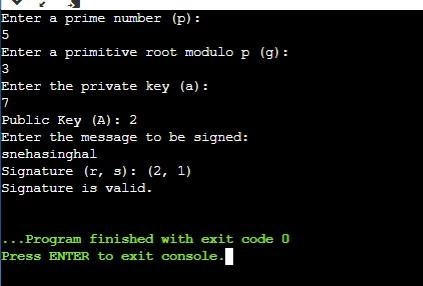 Enter a prime number (p):
5
Enter a primitive root modulo p (g):
3
Enter the private key (a):
7
Public Key (A): 2
Enter the message to be signed:
snehasinghal
Signature (r, s): (2, 1)
Signature is valid.
...Program finished with exit code 0
Press ENTER to exit console.